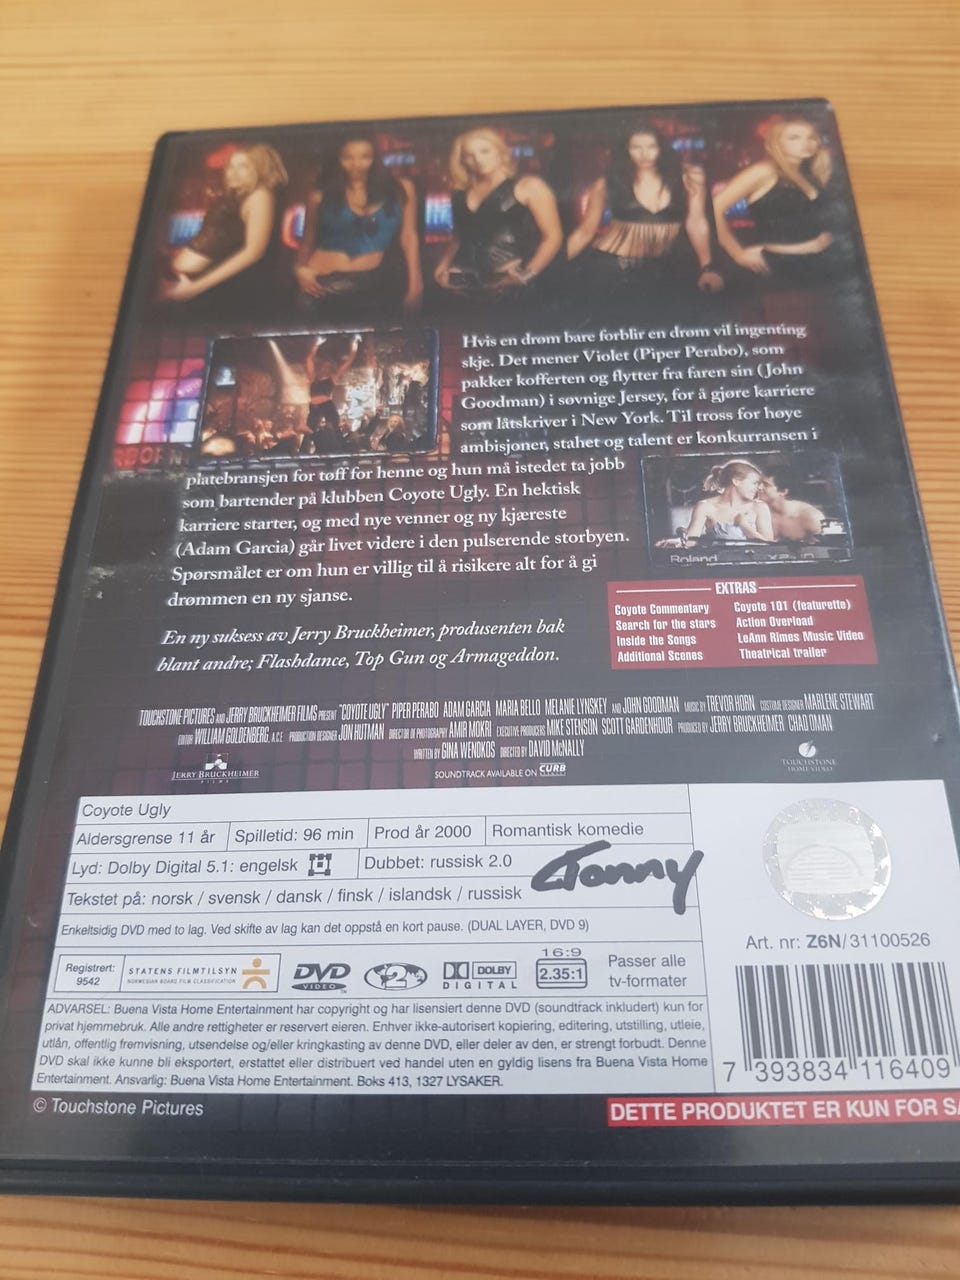 Hvis en drøm bare forblir en drøm vil ingenting
skje. Det mener Violet (Piper Perabo), som
pakker kofferten og flytter fra faren sin (John
Goodman) i søvnige Jersey, for å gjøre karriere
som låtskriver i New York. Til tross for høye
ambisjoner, stahet og talent er konkurransen i
platebransjen for tøff for henne og hun må istedet ta jobb
som bartender på klubben Coyote Ugly. En hektisk
karriere starter, og med nye venner og ny kjæreste
(Adam Garcia) går livet videre i den pulserende storbyen.
Spørsmålet er om hun er villig til å risikere alt for å gi
drømmen en ny sjanse.
Roland
En ny suksess av Jerry Bruckheimer, produsenten bak
blant andre; Flashdance, Top Gun og Armageddon.
EXTRAS
Coyote Commentary
Search for the stars
Inside the Songs
Additional Scenes
Coyote 101 (featurette)
Action Overload
LeAnn Rimes Music Video
Theatrical trailer
TOUCHSTONE PICTURES AND JERRY BRUCKHEIMER FILMS PRESENT "COYOTE UGLY" PIPER PERABO ADAM GARCIA MARIA BELLO MELANIE LYNSKEY AND JOHN GOODMAN MUSIC BY TREVOR HORN COSTUME DESIGNER MARLENE STEWART
EDITOR WILLIAM GOLDENBERG, A.C.E. PRODUCTION DESIGNER JON HUTMAN DIRECTOR OF PHOTOGRAPHY AMIR MOKRI EXECUTIVE PRODUCERS MIKE STENSON SCOTT GARDENHOUR PRODUCED BY JERRY BRUCKHEIMER CHAD OMAN
WRITTEN BY GINA WENDKOS DIRECTED BY DAVID McNALLY
JERRY BRUCKHEIMER
FILMS
SOUNDTRACK AVAILABLE ON CURB
TOUCHSTONE
HOME VIDEO
Coyote Ugly
Aldersgrense 11 år Spilletid: 96 min Prod år 2000 Romantisk komedie
Lyd: Dolby Digital 5.1: engelsk Dubbet: russisk 2.0
Tonny
Tekstet på: norsk / svensk / dansk / finsk / islandsk / russisk
Enkeltsidig DVD med to lag. Ved skifte av lag kan det oppstå en kort pause. (DUAL LAYER, DVD 9)
Art. nr: Z6N/31100526
Registrert:
9542
STATENS FILMTILSYN
NORWEGIAN BOARD FILM CLASSIFICATION
DVD
VIDEO
2
DOLBY
DIGITAL
16:9
2.35:1
Passer alle
tv-formater
ADVARSEL: Buena Vista Home Entertainment har copyright og har lisensiert denne DVD (soundtrack inkludert) kun for
privat hjemmebruk. Alle andre rettigheter er reservert eieren. Enhver ikke-autorisert kopiering, editering, utstilling, utleie,
utlån, offentlig fremvisning, utsendelse og/eller kringkasting av denne DVD, eller deler av den, er strengt forbudt. Denne
DVD skal ikke kunne bli eksportert, erstattet eller distribuert ved handel uten en gyldig lisens fra Buena Vista Home
Entertainment. Ansvarlig: Buena Vista Home Entertainment. Boks 413, 1327 LYSAKER.
7 393834 116409
© Touchstone Pictures
DETTE PRODUKTET ER KUN FOR SA